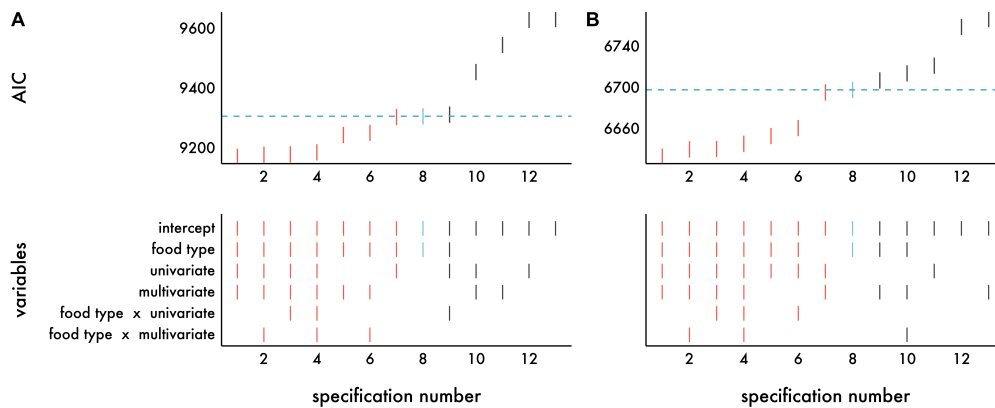 A
B
AIC
9600
9400
9200
2 4 6 8 10 12
6740
6700
6660
2 4 6 8 10 12
variables
intercept
food type
univariate
multivariate
food type x univariate
food type x multivariate
2 4 6 8 10 12
2 4 6 8 10 12
specification number
specification number